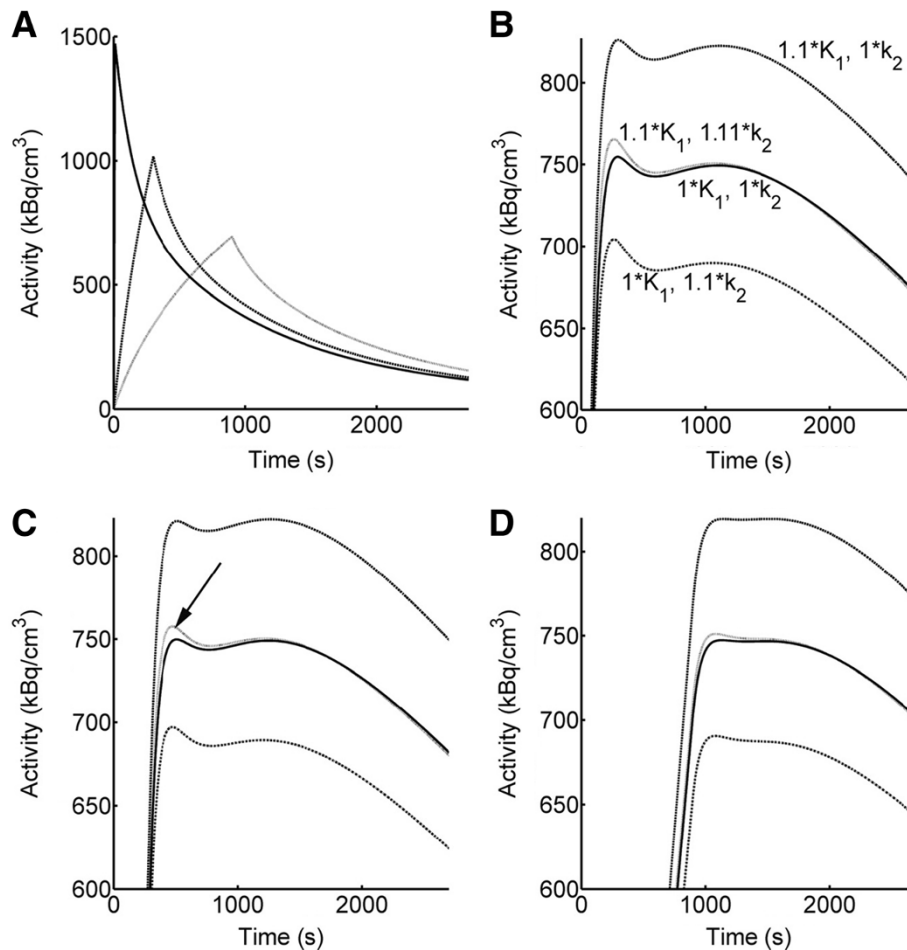 A
1500
1000
500
0
Activity (kBq/cm³)
0 1000 2000
Time (s)
B
800
750
700
650
600
Activity (kBq/cm³)
1.1*K₁, 1*k₂
1.1*K₁, 1.11*k₂
1*K₁, 1*k₂
1*K₁, 1.1*k₂
0 1000 2000
Time (s)
C
800
750
700
650
600
Activity (kBq/cm³)
0 1000 2000
Time (s)
D
800
750
700
650
600
Activity (kBq/cm³)
0 1000 2000
Time (s)